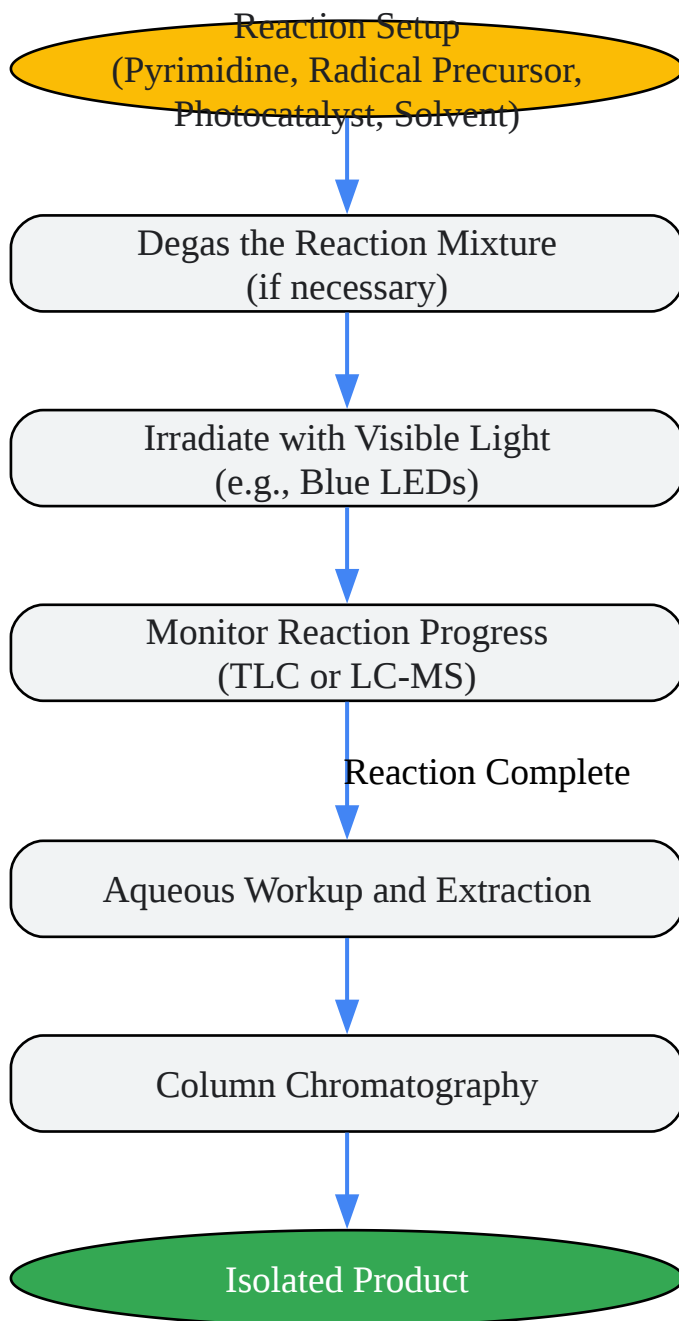 Reaction Setup
(Pyrimidine, Radical Precursor,
Photocatalyst, Solvent)
Degas the Reaction Mixture
(if necessary)
Irradiate with Visible Light
(e.g., Blue LEDs)
Monitor Reaction Progress
(TLC or LC-MS)
Reaction Complete
Aqueous Workup and Extraction
Column Chromatography
Isolated Product